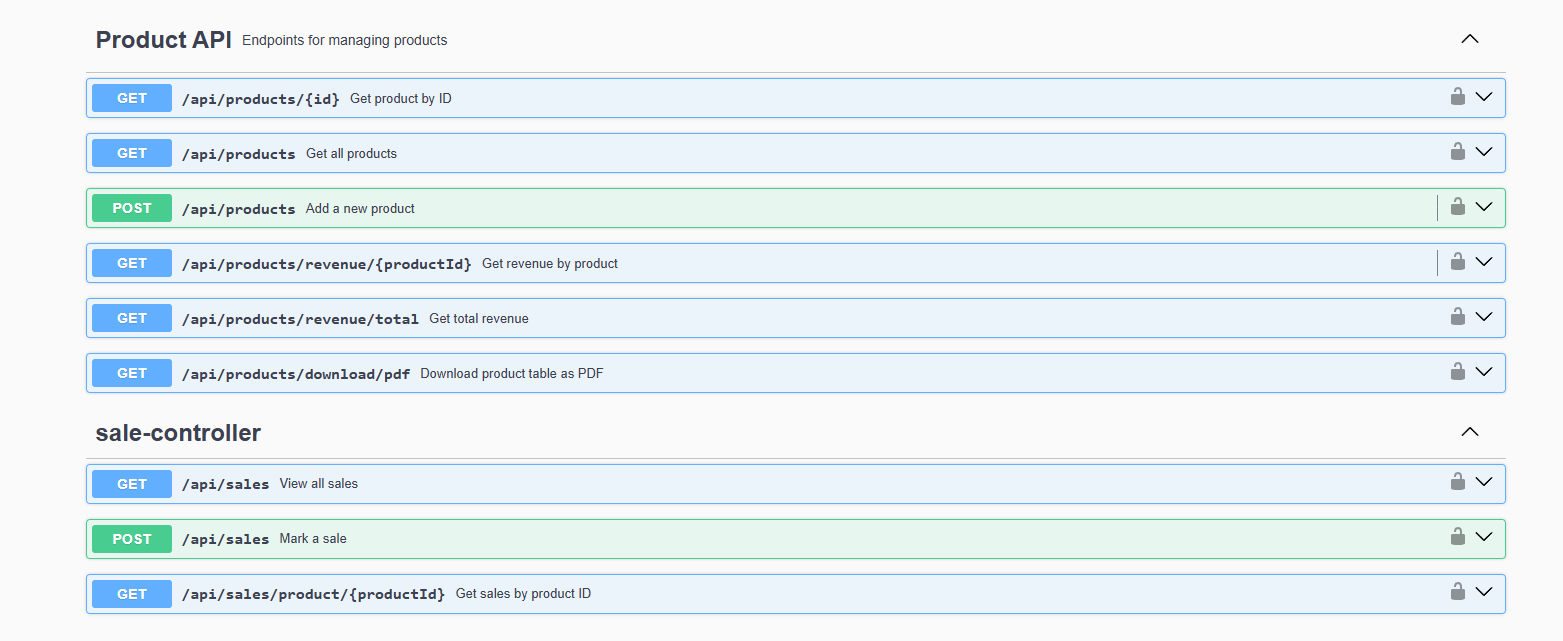 Product API Endpoints for managing products
GET /api/products/{id} Get product by ID
GET /api/products Get all products
POST /api/products Add a new product
GET /api/products/revenue/{productId} Get revenue by product
GET /api/products/revenue/total Get total revenue
GET /api/products/download/pdf Download product table as PDF
sale-controller
GET /api/sales View all sales
POST /api/sales Mark a sale
GET /api/sales/product/{productId} Get sales by product ID